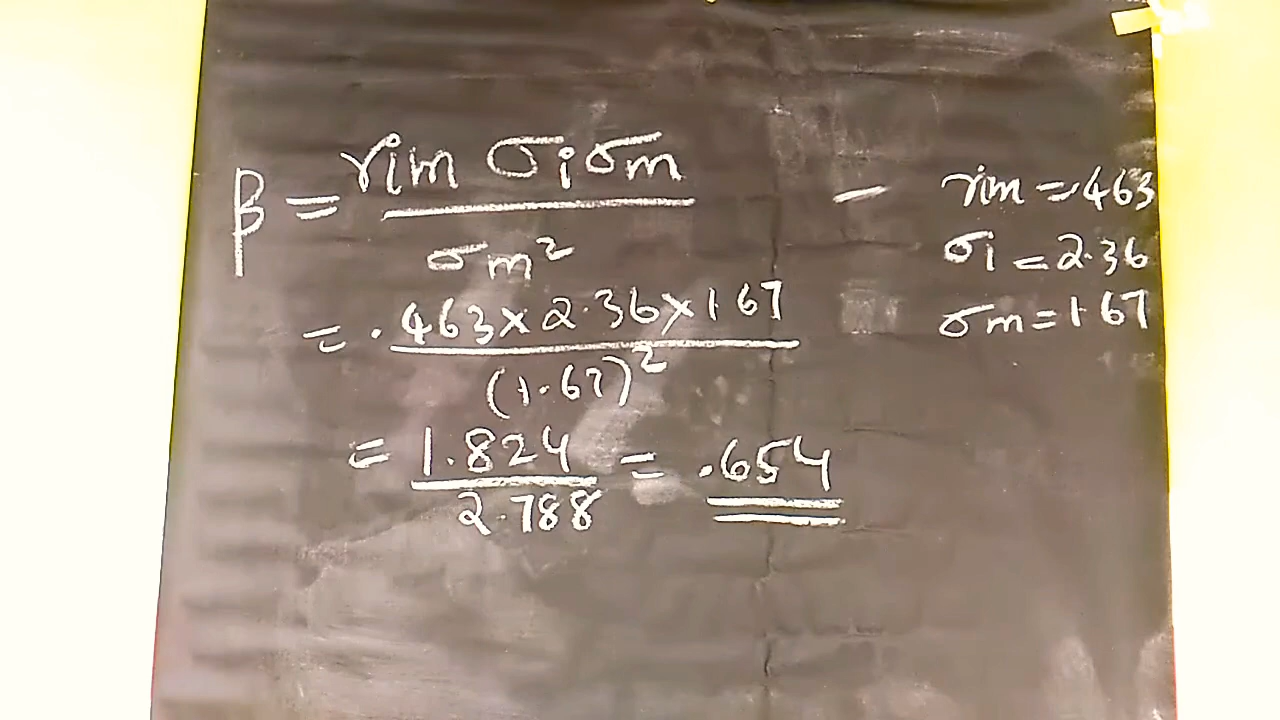 β = rim σi σm / σm²
= .463 × 2.36 × 1.67 / (1.67)²
= 1.824 / 2.788 = .654
– rim = .463
σi = 2.36
σm = 1.67